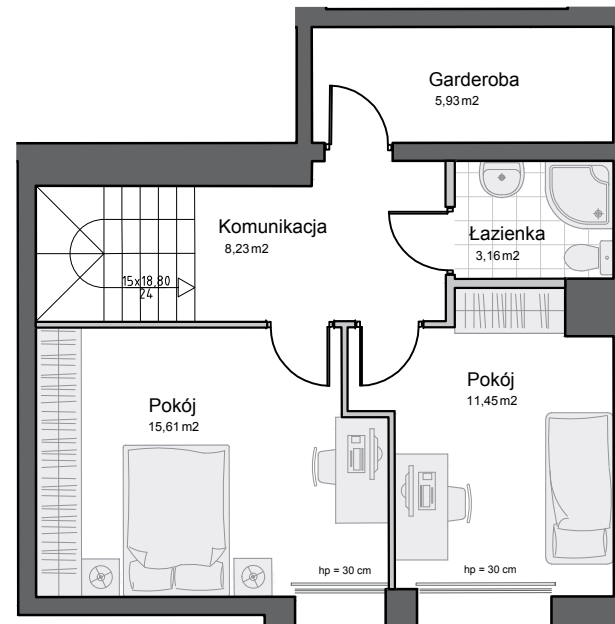 Garderoba
5,93 m2
Komunikacja
8,23 m2
Łazienka
3,16 m2
15x18,80
24
Pokój
15,61 m2
Pokój
11,45 m2
hp = 30 cm
hp = 30 cm